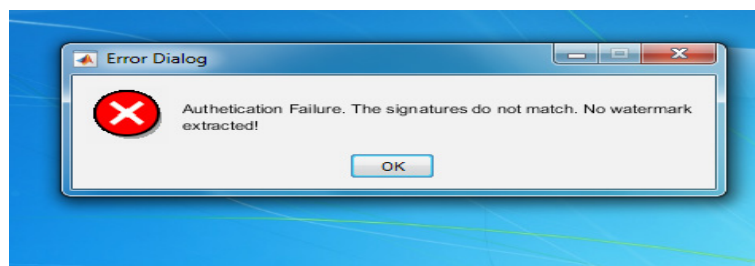 Error Dialog
Authetication Failure. The signatures do not match. No watermark
extracted!
OK